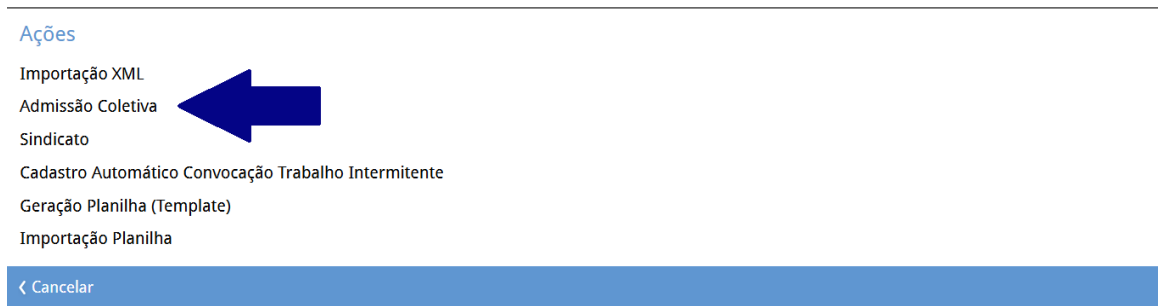 Ações
Importação XML
Admissão Coletiva
Sindicato
Cadastro Automático Convocação Trabalho Intermitente
Geração Planilha (Template)
Importação Planilha
❮ Cancelar